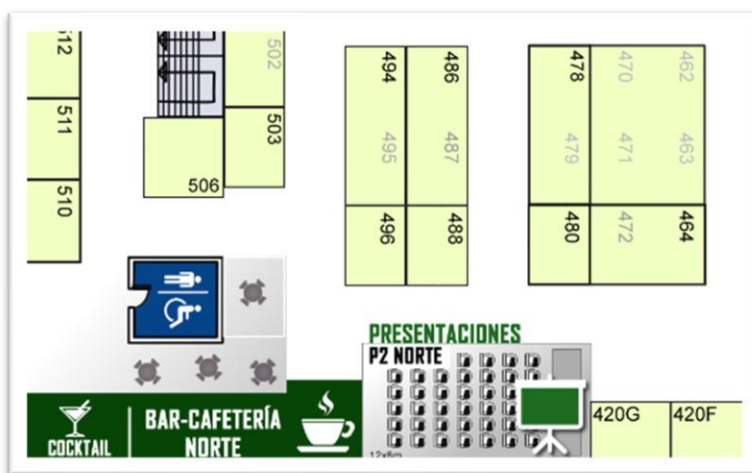 512
511
510
502
503
506
494
486
495
487
496
488
478
470
462
479
471
463
480
472
464
PRESENTACIONES
P2 NORTE
12x6m
COCKTAIL
BAR-CAFETERÍA
NORTE
420G
420F